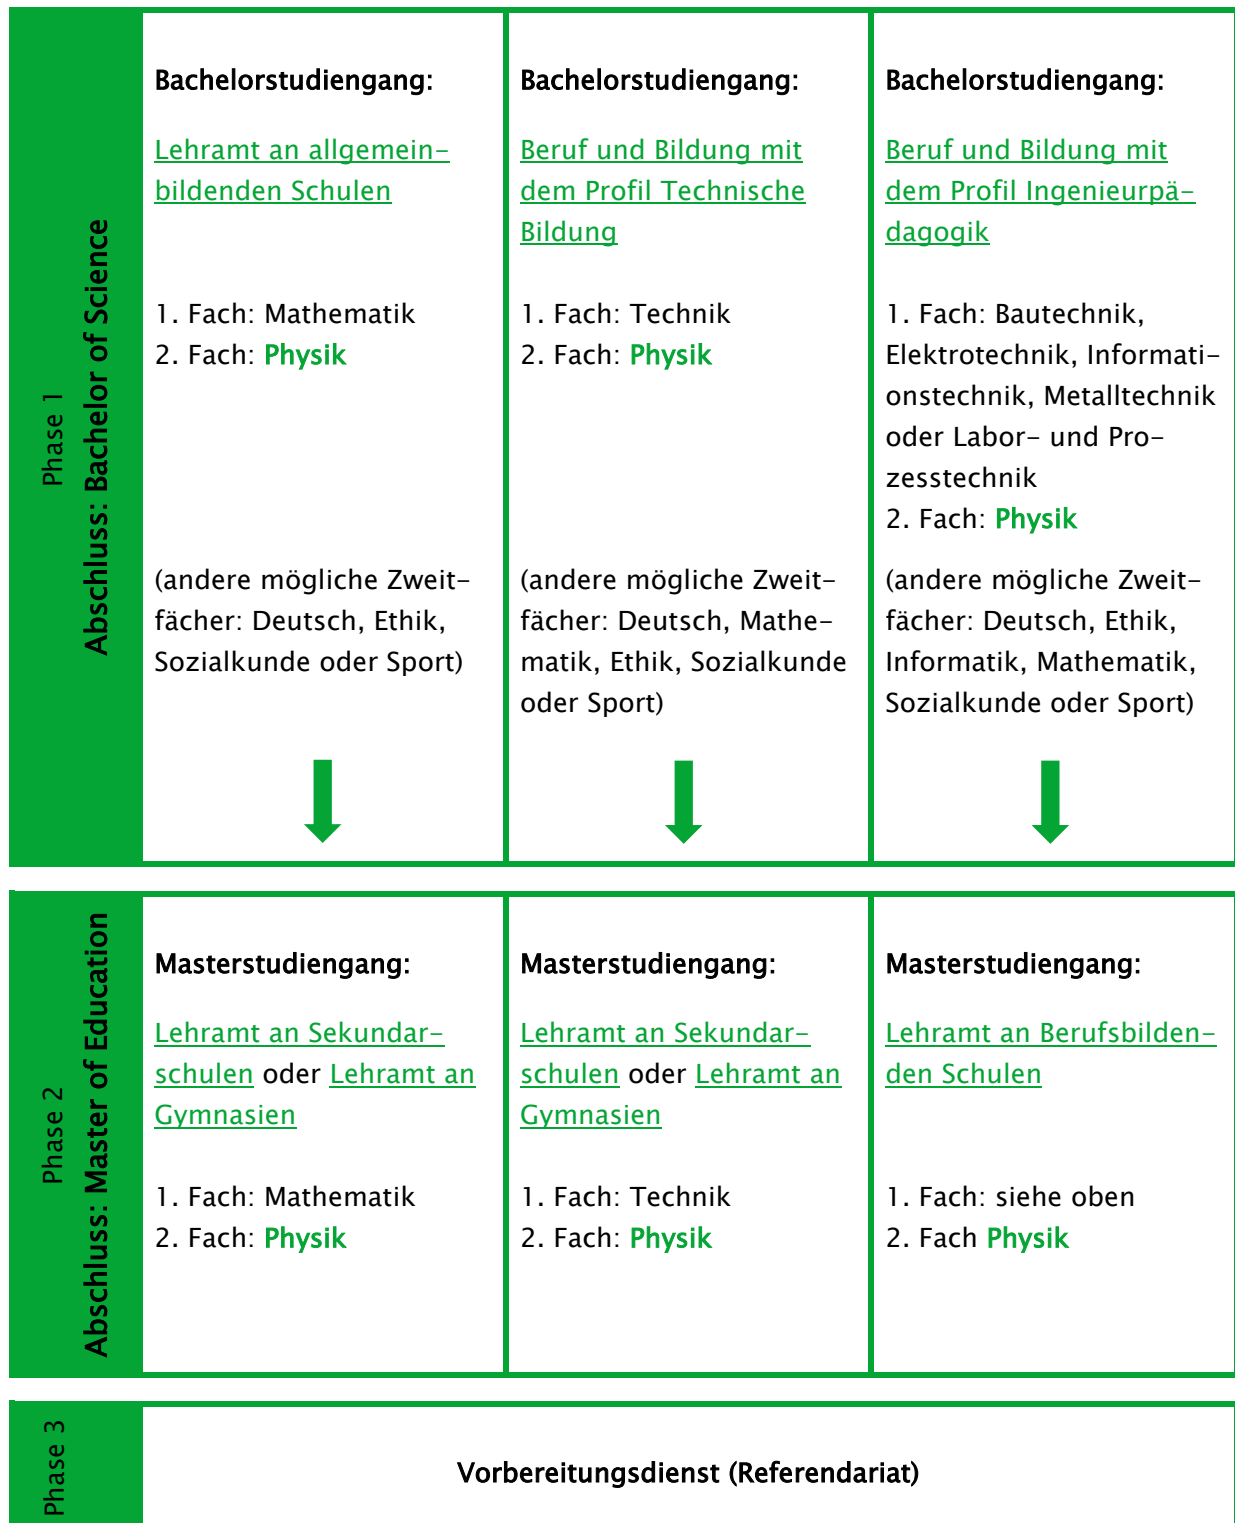 Phase 1
Abschluss: Bachelor of Science
Bachelorstudiengang:
Lehramt an allgemein-
bildenden Schulen
1. Fach: Mathematik
2. Fach: Physik
(andere mögliche Zweit-
fächer: Deutsch, Ethik,
Sozialkunde oder Sport)
Bachelorstudiengang:
Beruf und Bildung mit
dem Profil Technische
Bildung
1. Fach: Technik
2. Fach: Physik
(andere mögliche Zweit-
fächer: Deutsch, Mathe-
matik, Ethik, Sozialkunde
oder Sport)
Bachelorstudiengang:
Beruf und Bildung mit
dem Profil Ingenieurpä-
dagogik
1. Fach: Bautechnik,
Elektrotechnik, Informati-
onstechnik, Metalltechnik
oder Labor- und Pro-
zesstechnik
2. Fach: Physik
(andere mögliche Zweit-
fächer: Deutsch, Ethik,
Informatik, Mathematik,
Sozialkunde oder Sport)
Phase 2
Abschluss: Master of Education
Masterstudiengang:
Lehramt an Sekundar-
schulen oder Lehramt an
Gymnasien
1. Fach: Mathematik
2. Fach: Physik
Masterstudiengang:
Lehramt an Sekundar-
schulen oder Lehramt an
Gymnasien
1. Fach: Technik
2. Fach: Physik
Masterstudiengang:
Lehramt an Berufsbilden-
den Schulen
1. Fach: siehe oben
2. Fach Physik
Phase 3
Vorbereitungsdienst (Referendariat)